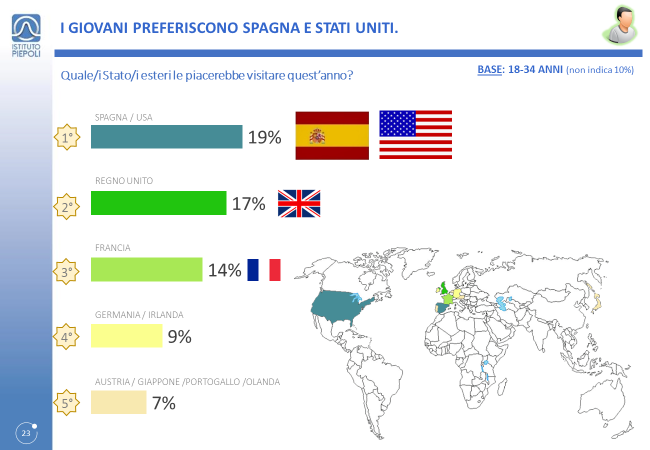 I GIOVANI PREFERISCONO SPAGNA E STATI UNITI.
ISTITUTO
PIEPOLI
Quale/i Stato/i esteri le piacerebbe visitare quest'anno?
BASE: 18-34 ANNI (non indica 10%)
SPAGNA / USA
1° 19%
REGNO UNITO
2° 17%
FRANCIA
3° 14%
GERMANIA / IRLANDA
4° 9%
AUSTRIA / GIAPPONE /PORTOGALLO /OLANDA
5° 7%
23